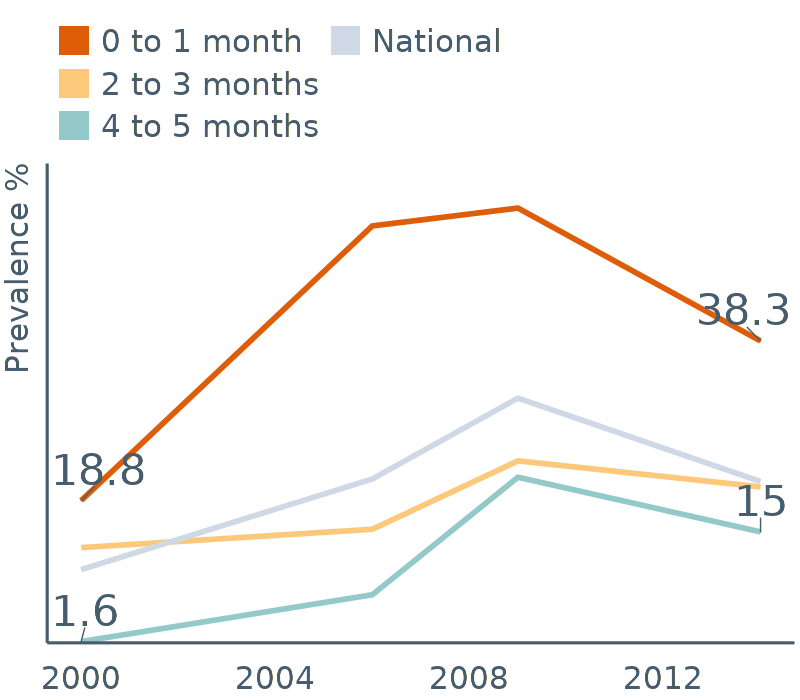 0 to 1 month
National
2 to 3 months
4 to 5 months
Prevalence %
38.3
18.8
15
1.6
2000 2004 2008 2012